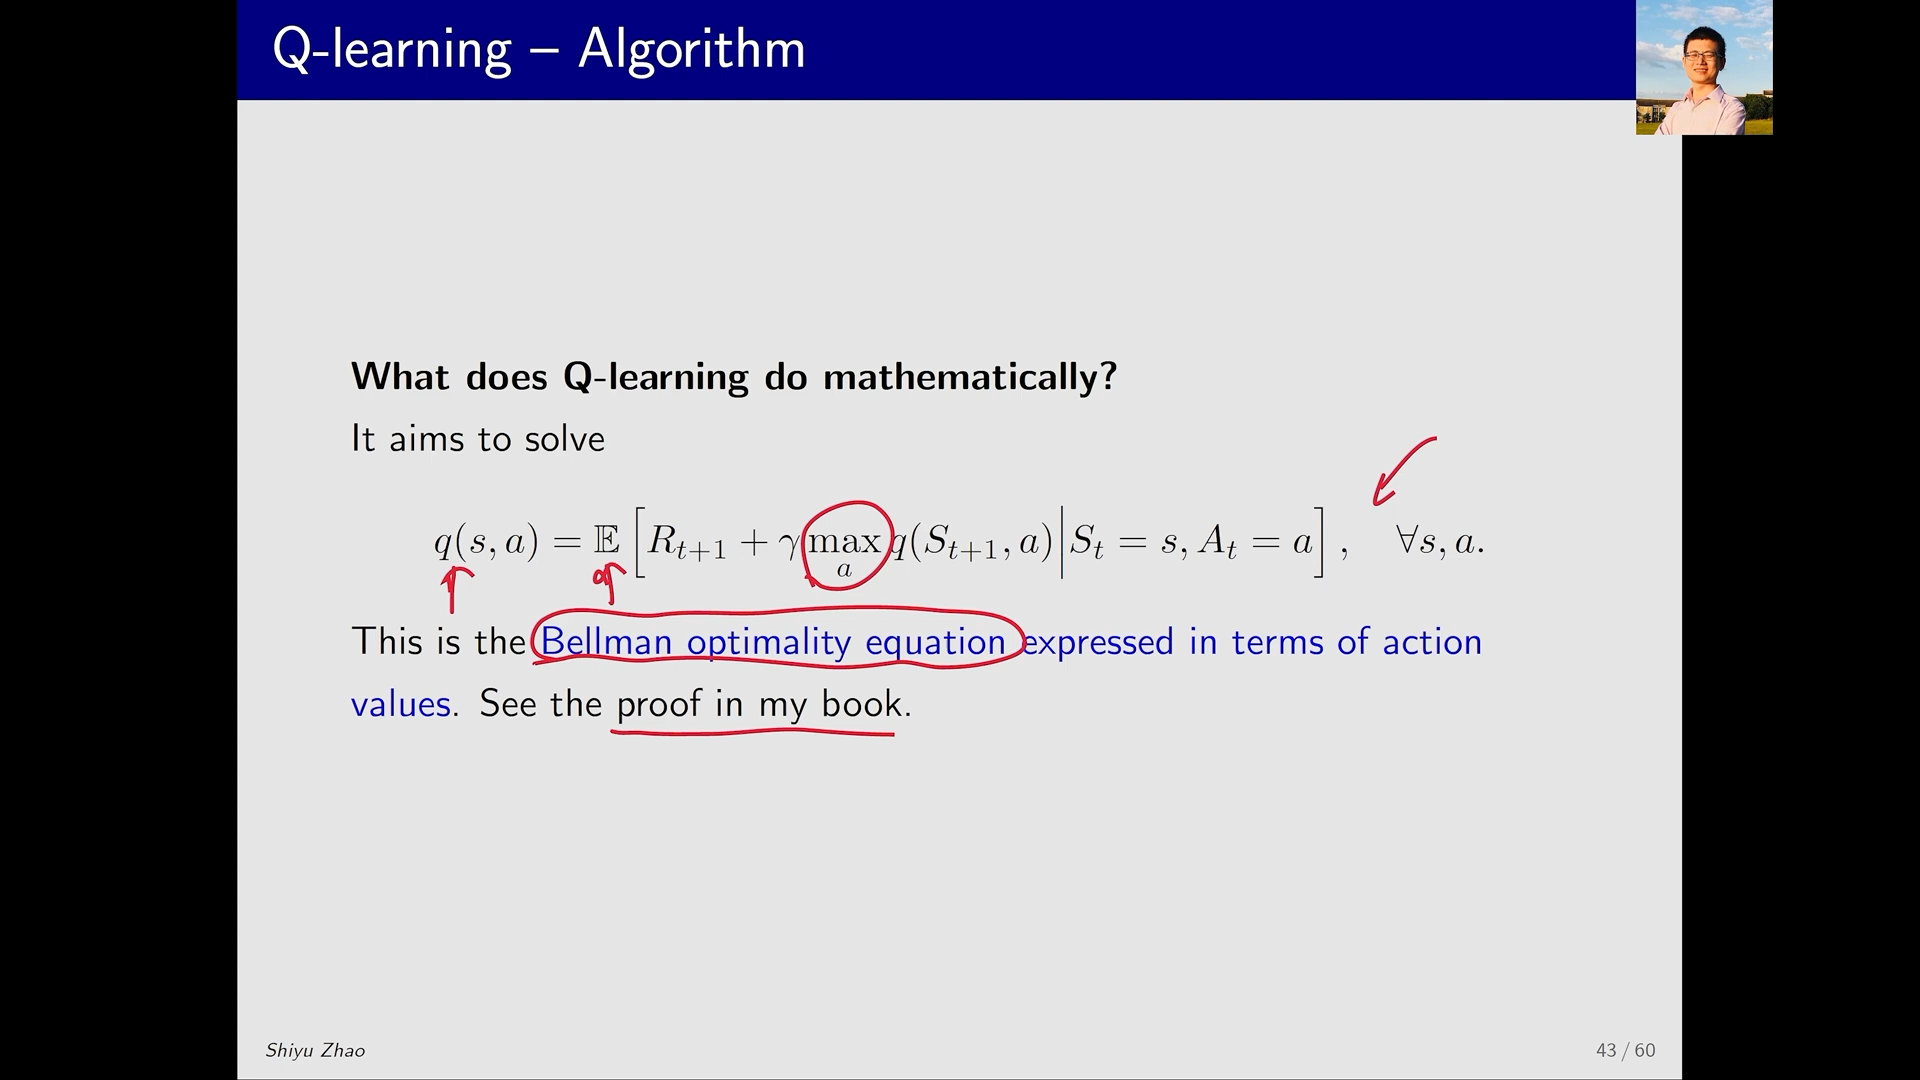 Q-learning – Algorithm
What does Q-learning do mathematically?
It aims to solve
q(s, a) = 𝔼 [R_{t+1} + γ max_a q(S_{t+1}, a) | S_t = s, A_t = a] , ∀s, a.
This is the Bellman optimality equation expressed in terms of action
values. See the proof in my book.
Shiyu Zhao
43 / 60